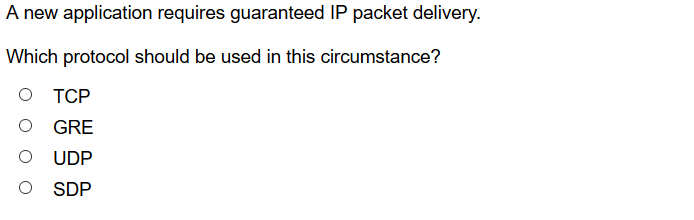 A new application requires guaranteed IP packet delivery.
Which protocol should be used in this circumstance?
TCP
GRE
UDP
SDP